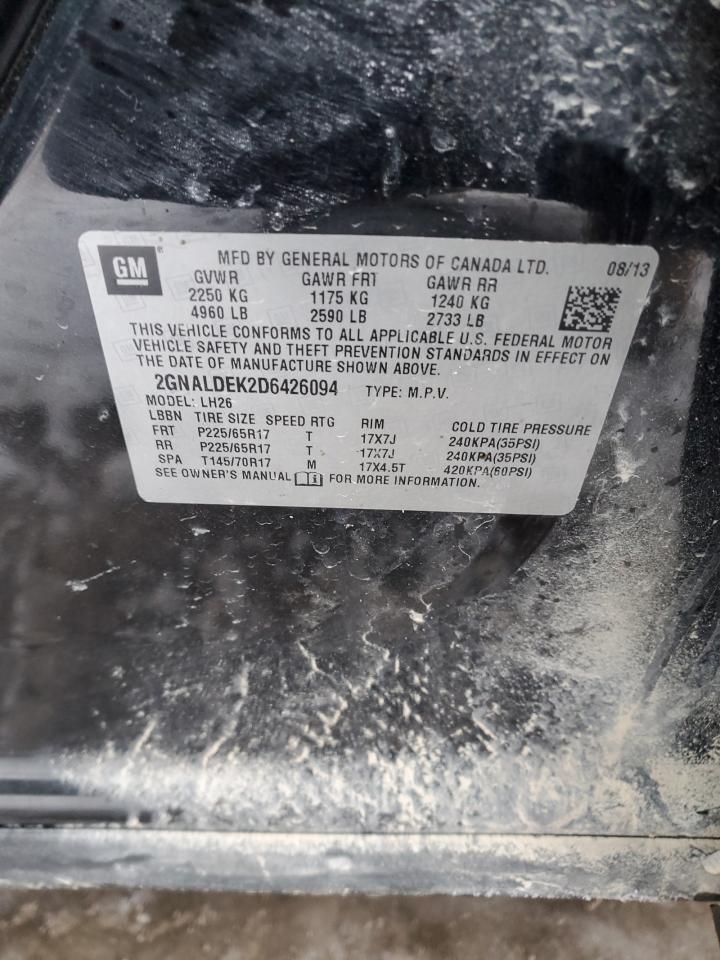 GM
MFD BY GENERAL MOTORS OF CANADA LTD. 08/13
GVWR GAWR FRT GAWR RR
2250 KG 1175 KG 1240 KG
4960 LB 2590 LB 2733 LB
THIS VEHICLE CONFORMS TO ALL APPLICABLE U.S. FEDERAL MOTOR
VEHICLE SAFETY AND THEFT PREVENTION STANDARDS IN EFFECT ON
THE DATE OF MANUFACTURE SHOWN ABOVE.
2GNALDEK2D6426094 TYPE: M.P.V.
MODEL: LH26
LBBN TIRE SIZE SPEED RTG RIM COLD TIRE PRESSURE
FRT P225/65R17 T 17X7J 240KPA(35PSI)
RR P225/65R17 T 17X7J 240KPA(35PSI)
SPA T145/70R17 M 17X4.5T 420KPA(60PSI)
SEE OWNER'S MANUAL FOR MORE INFORMATION.